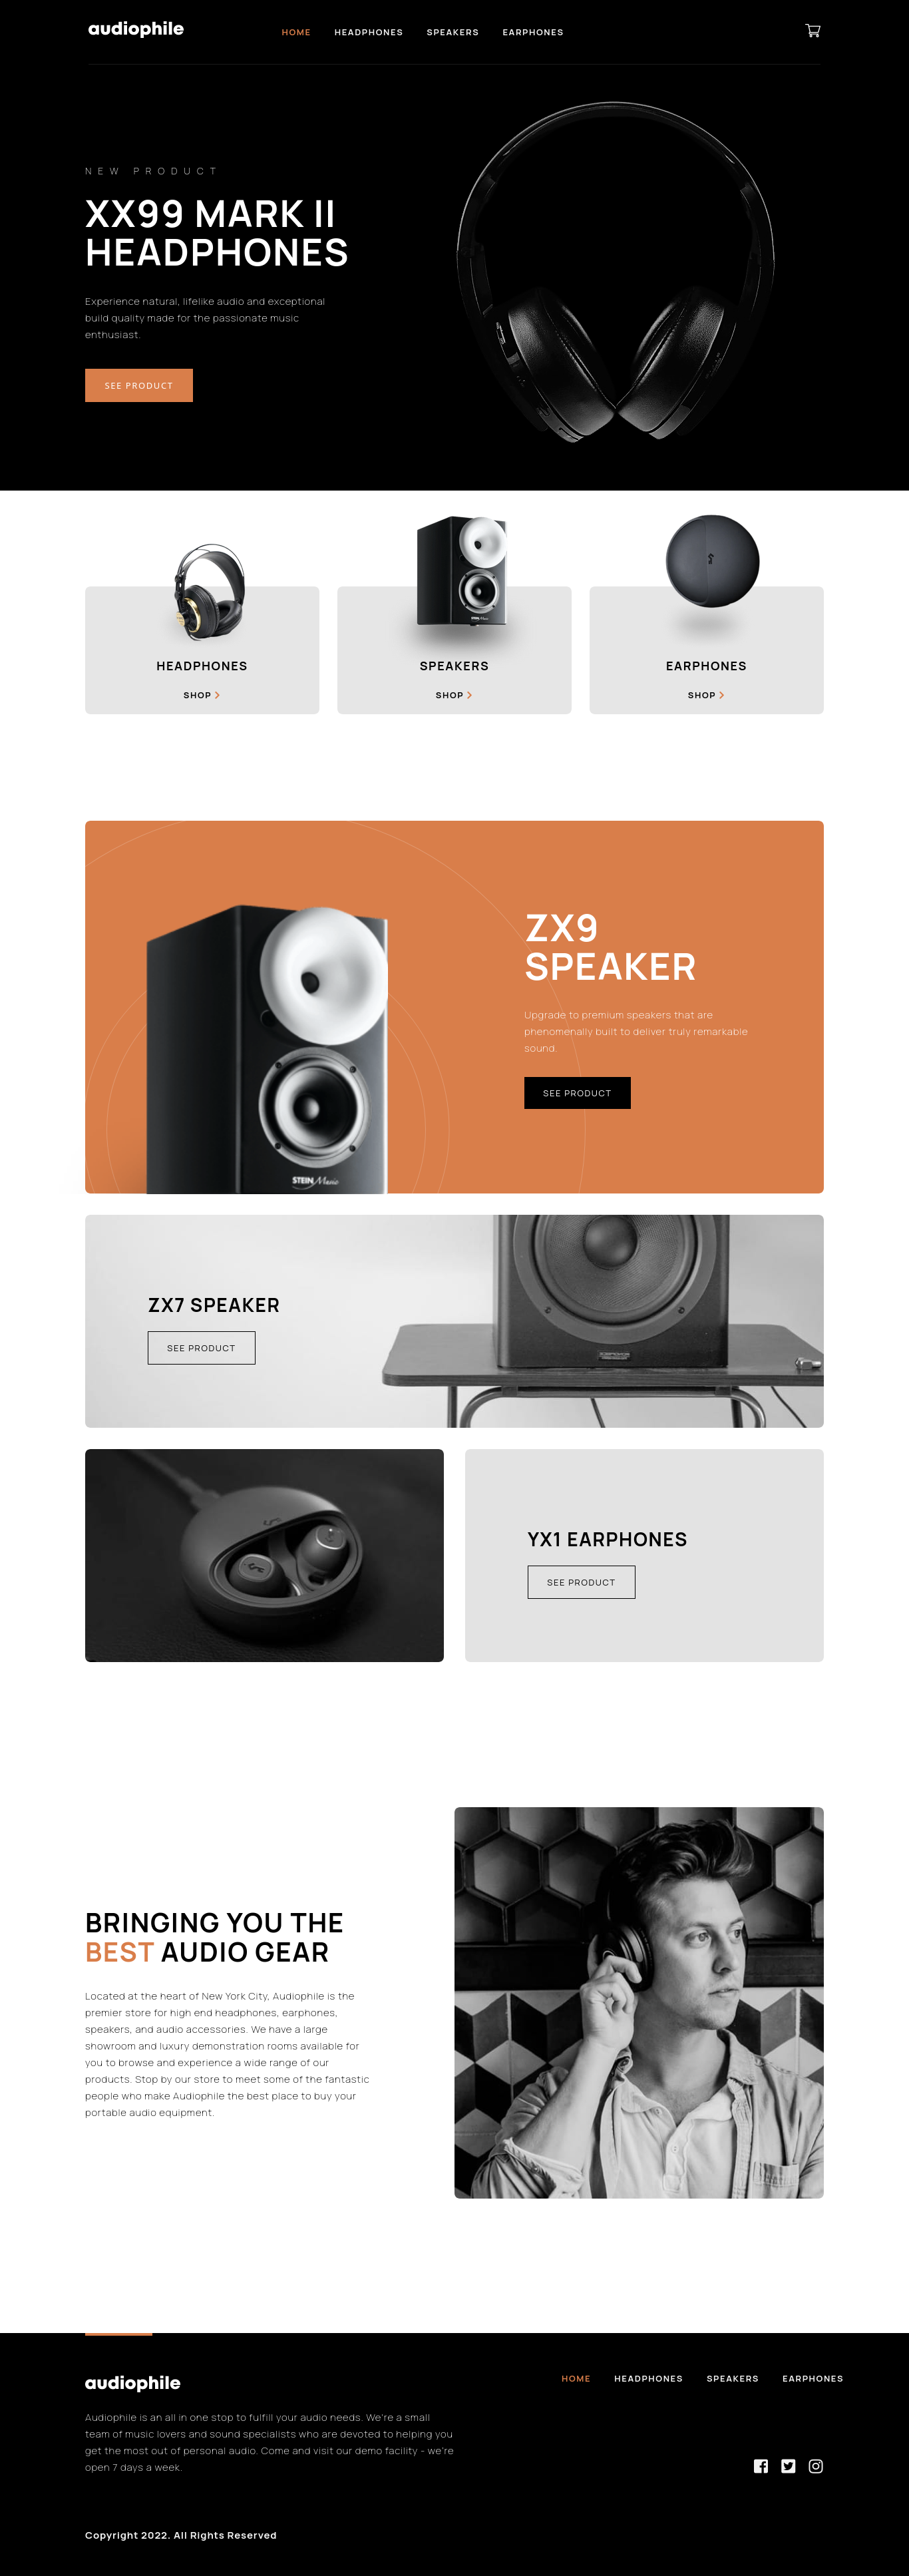 audiophile
HOME HEADPHONES SPEAKERS EARPHONES
NEW PRODUCT
XX99 MARK II
HEADPHONES
Experience natural, lifelike audio and exceptional
build quality made for the passionate music
enthusiast.
SEE PRODUCT
HEADPHONES
SHOP
SPEAKERS
SHOP
EARPHONES
SHOP
ZX9
SPEAKER
Upgrade to premium speakers that are
phenomenally built to deliver truly remarkable
sound.
SEE PRODUCT
STEIN Music
ZX7 SPEAKER
SEE PRODUCT
YX1 EARPHONES
SEE PRODUCT
BRINGING YOU THE
BEST AUDIO GEAR
Located at the heart of New York City, Audiophile is the
premier store for high end headphones, earphones,
speakers, and audio accessories. We have a large
showroom and luxury demonstration rooms available for
you to browse and experience a wide range of our
products. Stop by our store to meet some of the fantastic
people who make Audiophile the best place to buy your
portable audio equipment.
audiophile
HOME HEADPHONES SPEAKERS EARPHONES
Audiophile is an all in one stop to fulfill your audio needs. We're a small
team of music lovers and sound specialists who are devoted to helping you
get the most out of personal audio. Come and visit our demo facility - we're
open 7 days a week.
Copyright 2022. All Rights Reserved